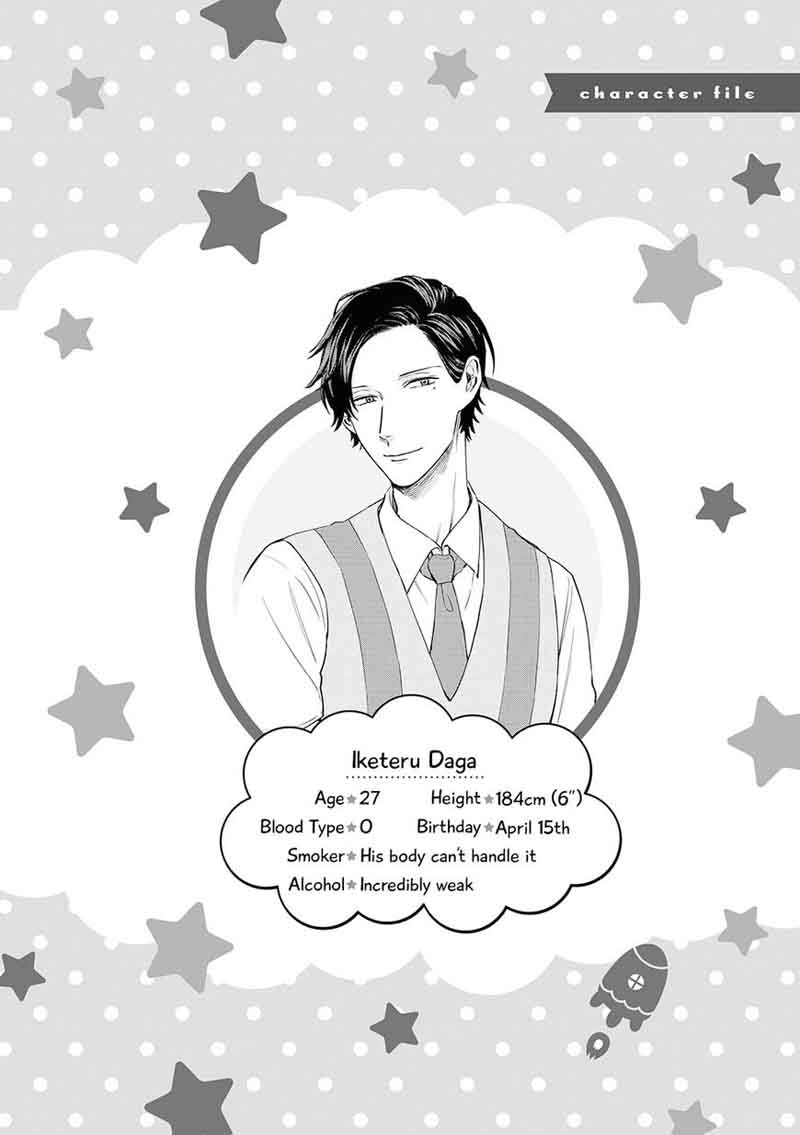 character file
Iketeru Daga
Age★27 Height★184cm (6")
Blood Type★O Birthday★April 15th
Smoker★His body can't handle it
Alcohol★Incredibly weak